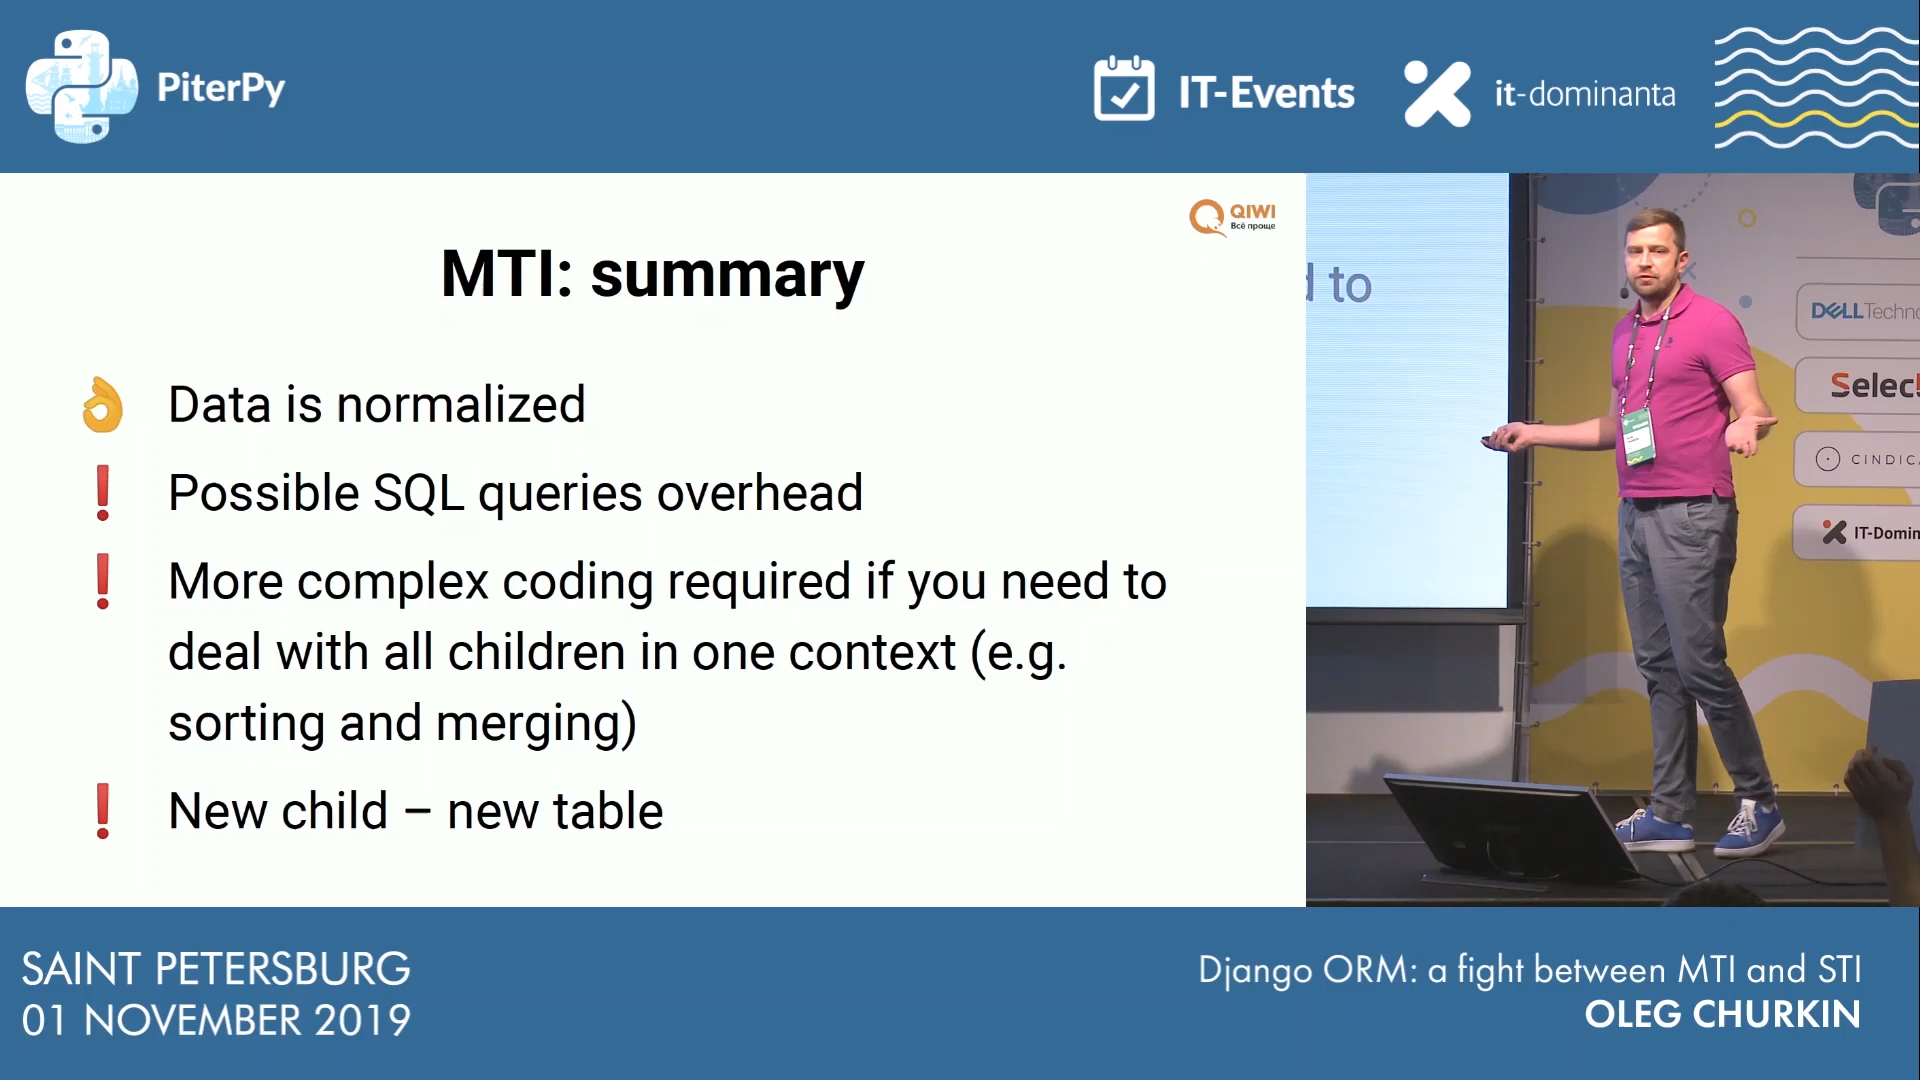 PiterPy
IT-Events
it-dominanta
QIWI
Всё проще
MTI: summary
Data is normalized
Possible SQL queries overhead
More complex coding required if you need to
deal with all children in one context (e.g.
sorting and merging)
New child – new table
to
DELL Techno
Selec
CINDIC
IT-Domin
SAINT PETERSBURG
01 NOVEMBER 2019
Django ORM: a fight between MTI and STI
OLEG CHURKIN